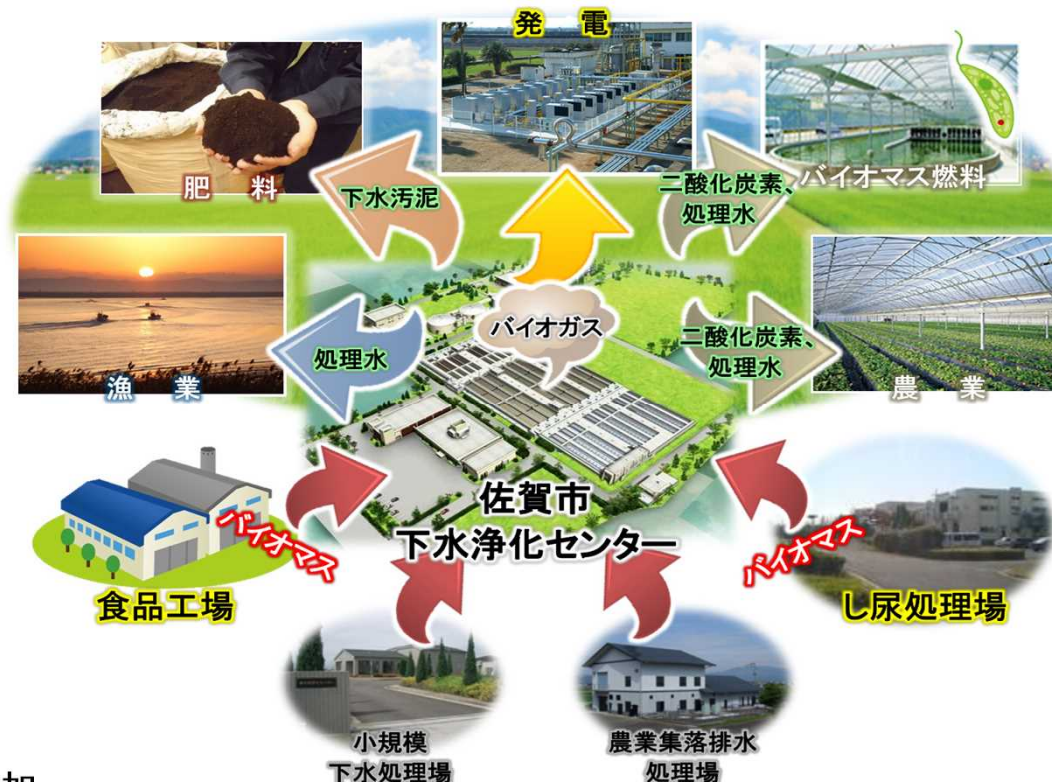 発 電
肥 料
下水汚泥
二酸化炭素、
処理水
バイオマス燃料
バイオガス
処理水
二酸化炭素、
処理水
漁 業
農 業
佐賀市
下水浄化センター
バイオマス
バイオマス
食品工場
し尿処理場
小規模
下水処理場
農業集落排水
処理場